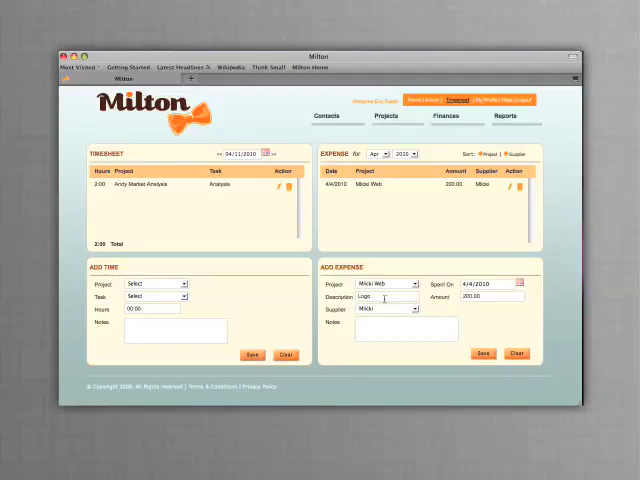 Milton
Most Visited Getting Started Latest Headlines Wikipedia Think Small Milton Home
Milton
Milton
Home | Admin | Timesheet | My Profile | Help | Logout
Contacts Projects Finances Reports
TIMESHEET << 04/11/2010 >>
Hours Project Task Action
2:00 Andy Market Analysis Analysis
2:00 Total
EXPENSE for Apr 2010 Sort: Project | Supplier
Date Project Amount Supplier Action
4/4/2010 Mlicki Web 200.00 Mlicki
ADD TIME
Project Select
Task Select
Hours 00:00
Notes
Save Clear
ADD EXPENSE
Project Mlicki Web Spent On 4/4/2010
Description Logo Amount 200.00
Supplier Mlicki
Notes
Save Clear
© Copyright 2009. All Rights reserved | Terms & Conditions | Privacy Policy